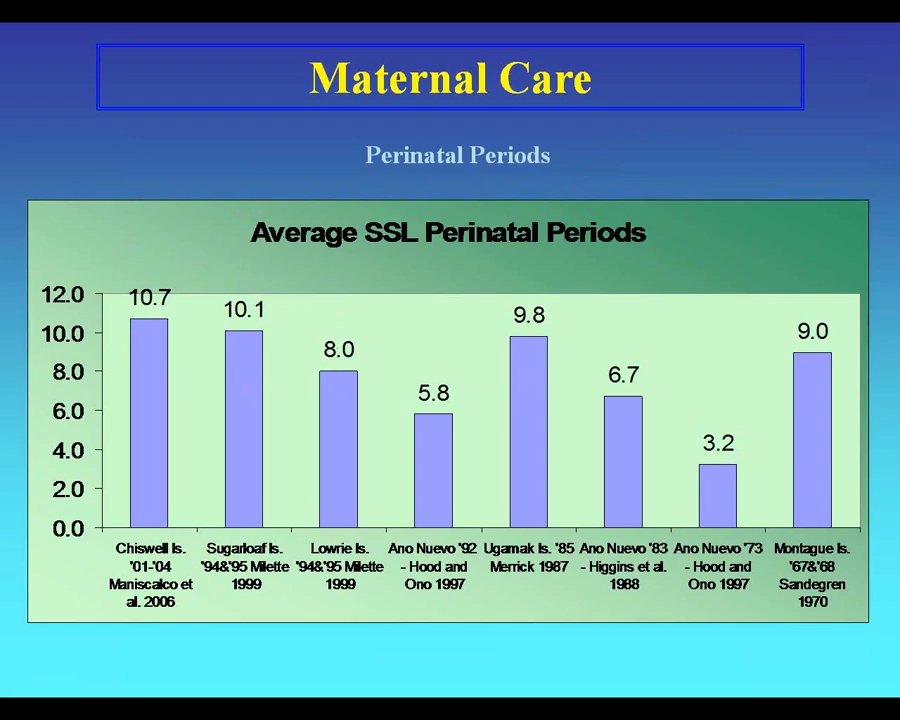 Maternal Care
Perinatal Periods
Average SSL Perinatal Periods
12.0
10.0
8.0
6.0
4.0
2.0
0.0
10.7
10.1
8.0
5.8
9.8
6.7
3.2
9.0
Chiswell Is.
'01-'04
Maniscalco et
al. 2006
Sugarloaf Is.
'94&'95 Milette
1999
Lowrie Is.
'94&'95 Milette
1999
Ano Nuevo '92
- Hood and
Ono 1997
Ugamak Is. '85
Merrick 1987
Ano Nuevo '83
- Higgins et al.
1988
Ano Nuevo '73
- Hood and
Ono 1997
Montague Is.
'67&'68
Sandegren
1970